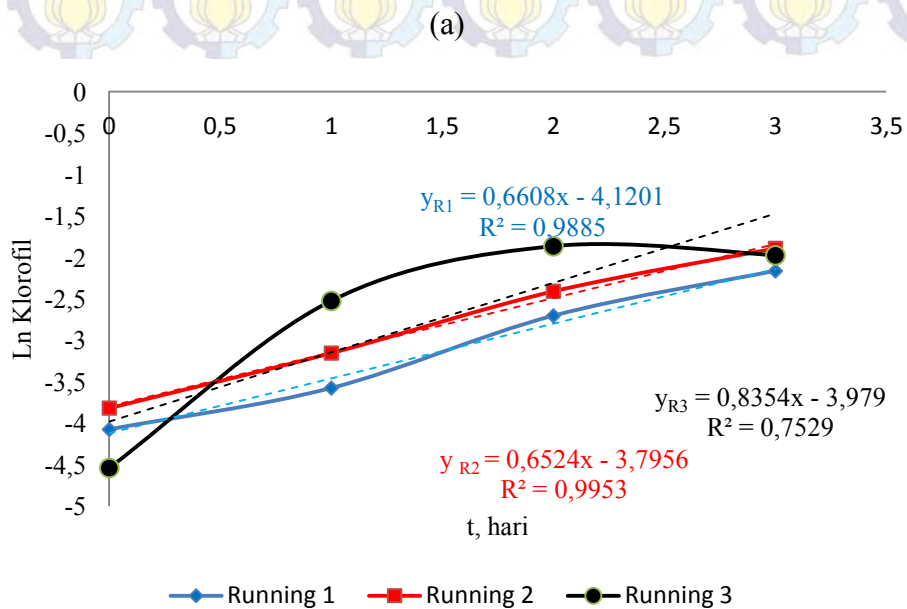 (a)
0
0 0,5 1 1,5 2 2,5 3 3,5
-0,5
-1
-1,5
-2
-2,5
-3
-3,5
-4
-4,5
-5
Ln Klorofil
y_R1 = 0,6608x - 4,1201
R² = 0,9885
y_R3 = 0,8354x - 3,979
R² = 0,7529
y_R2 = 0,6524x - 3,7956
R² = 0,9953
t, hari
Running 1 Running 2 Running 3